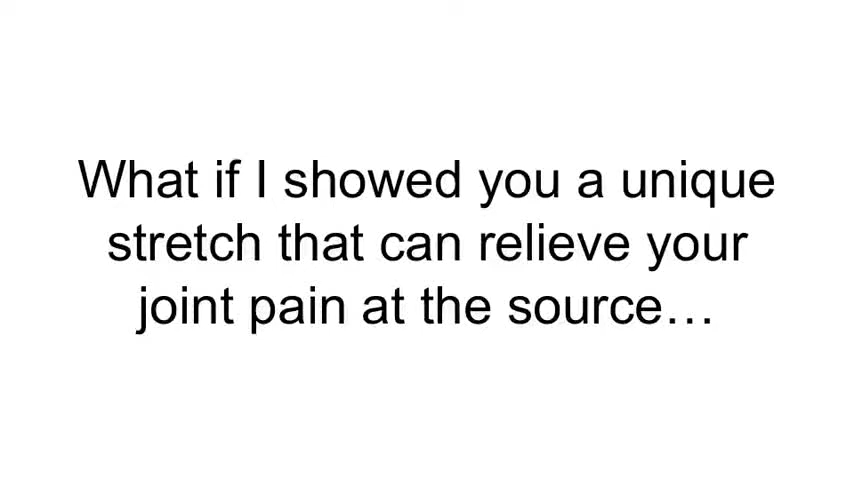 What if I showed you a unique
stretch that can relieve your
joint pain at the source…